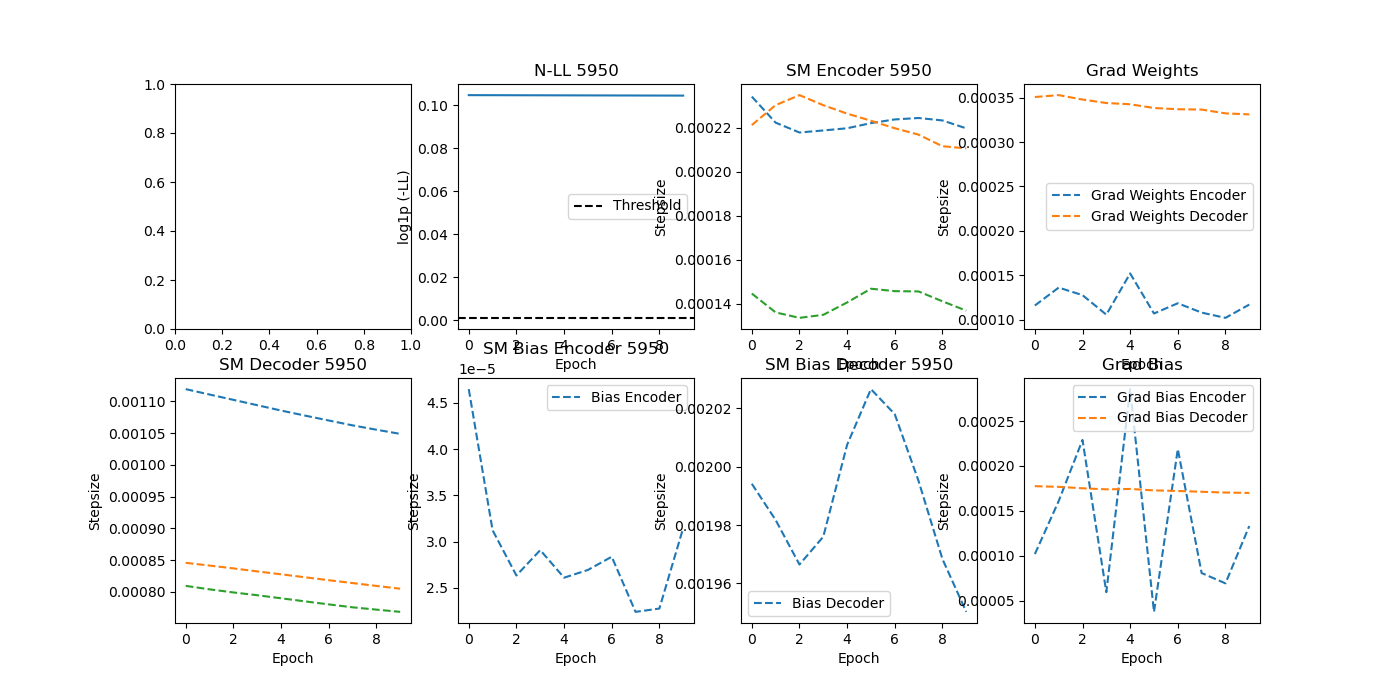 N-LL 5950
SM Encoder 5950
Grad Weights
1.0
0.8
0.6
0.4
0.2
0.0
0.0 0.2 0.4 0.6 0.8 1.0
log1p (-LL)
0.10
0.08
0.06
0.04
0.02
0.00
Threshold
0 2 4 6 8
Epoch
Stepsize
0.00022
0.00020
0.00018
0.00016
0.00014
0 2 4 6 8
Epoch
Stepsize
0.00035
0.00030
0.00025
0.00020
0.00015
0.00010
Grad Weights Encoder
Grad Weights Decoder
0 2 4 6 8
Epoch
SM Decoder 5950
SM Bias Encoder 5950
SM Bias Decoder 5950
Grad Bias
Stepsize
0.00110
0.00105
0.00100
0.00095
0.00090
0.00085
0.00080
0 2 4 6 8
Epoch
Stepsize
1e−5
4.5
4.0
3.5
3.0
2.5
Bias Encoder
0 2 4 6 8
Epoch
Stepsize
0.00202
0.00200
0.00198
0.00196
Bias Decoder
0 2 4 6 8
Epoch
Stepsize
0.00025
0.00020
0.00015
0.00010
0.00005
Grad Bias Encoder
Grad Bias Decoder
0 2 4 6 8
Epoch